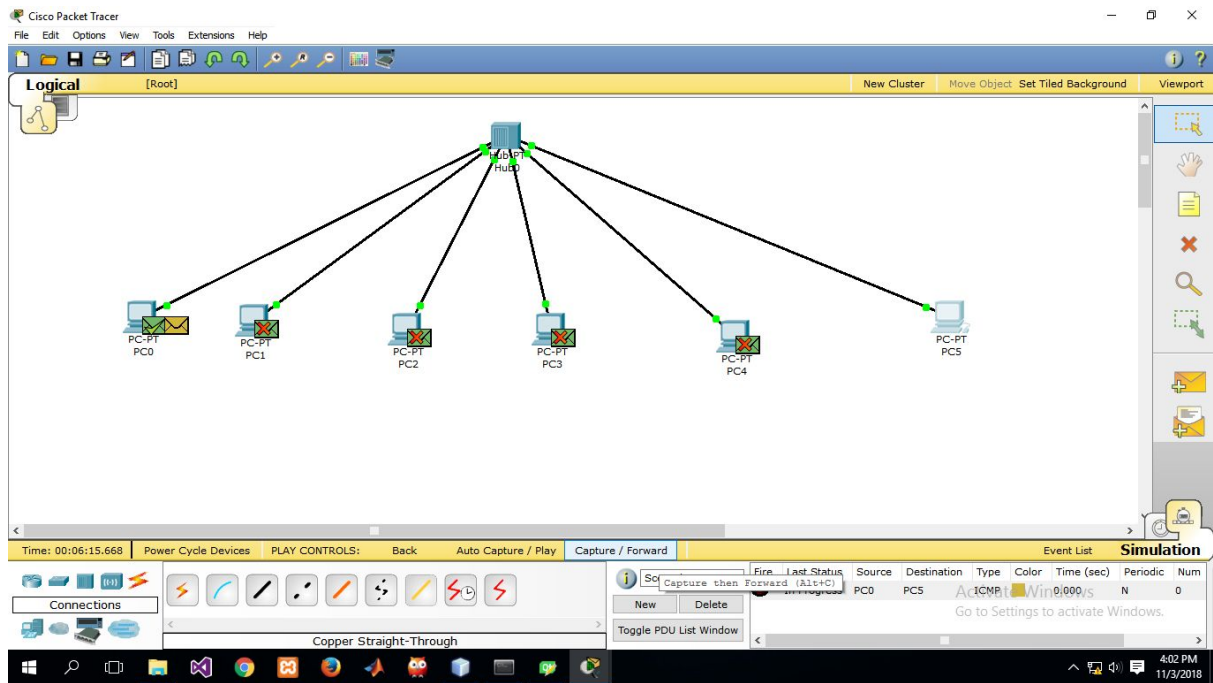 Cisco Packet Tracer
File Edit Options View Tools Extensions Help
Logical [Root] New Cluster Move Object Set Tiled Background Viewport
Hub-PT
Hub0
PC-PT
PC0
PC-PT
PC1
PC-PT
PC2
PC-PT
PC3
PC-PT
PC4
PC-PT
PC5
Time: 00:06:15.668 Power Cycle Devices PLAY CONTROLS: Back Auto Capture / Play Capture / Forward Event List Simulation
Fire Last Status Source Destination Type Color Time (sec) Periodic Num
Capture then Forward (Alt+C)
In Progress PC0 PC5 ICMP 0.000 N 0
Activate Windows
Go to Settings to activate Windows.
Connections
New Delete
Toggle PDU List Window
Copper Straight-Through
4:02 PM
11/3/2018